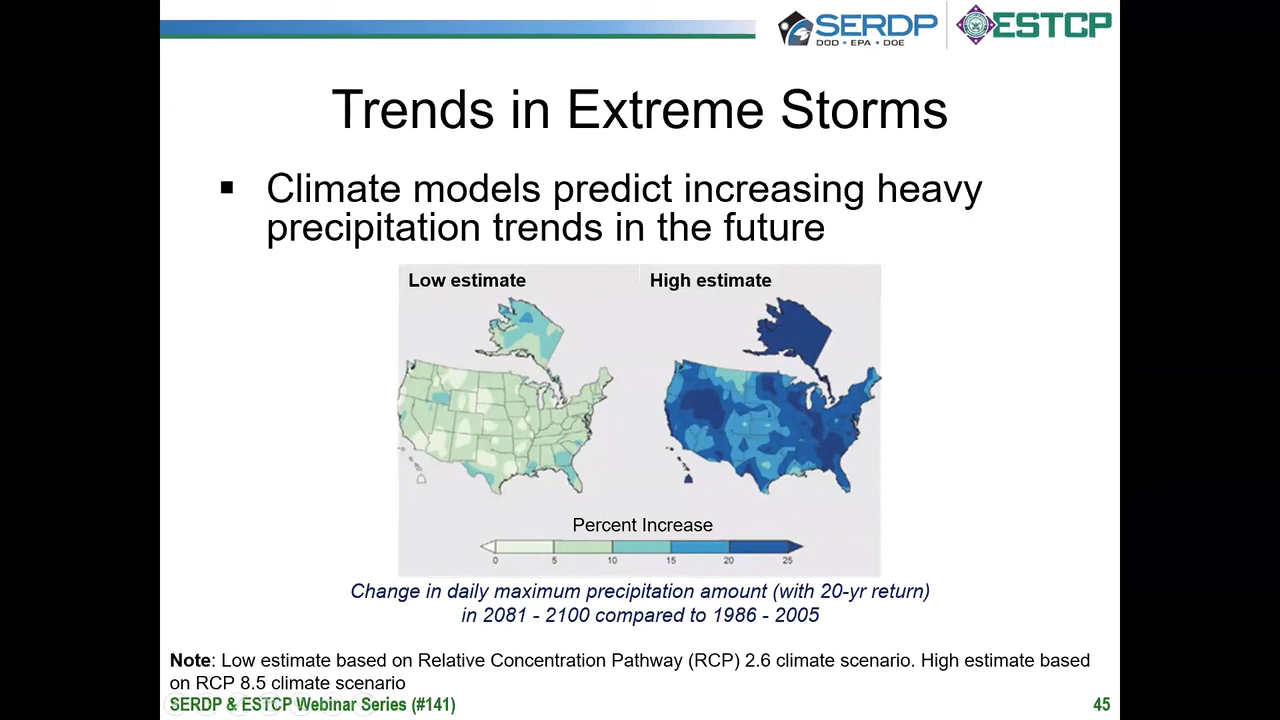 SERDP
DOD • EPA • DOE
ESTCP
Trends in Extreme Storms
▪ Climate models predict increasing heavy
precipitation trends in the future
Low estimate
High estimate
Percent Increase
0 5 10 15 20 25
Change in daily maximum precipitation amount (with 20-yr return)
in 2081 - 2100 compared to 1986 - 2005
Note: Low estimate based on Relative Concentration Pathway (RCP) 2.6 climate scenario. High estimate based
on RCP 8.5 climate scenario
SERDP & ESTCP Webinar Series (#141)
45